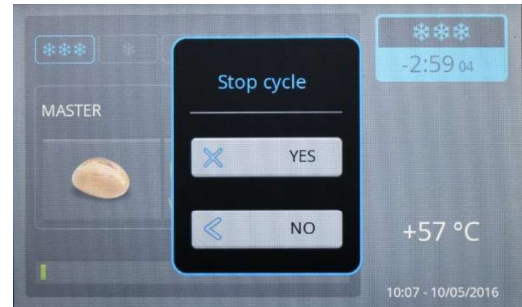 -2:59 04
Stop cycle
MASTER
YES
NO
+57 °C
10:07 - 10/05/2016